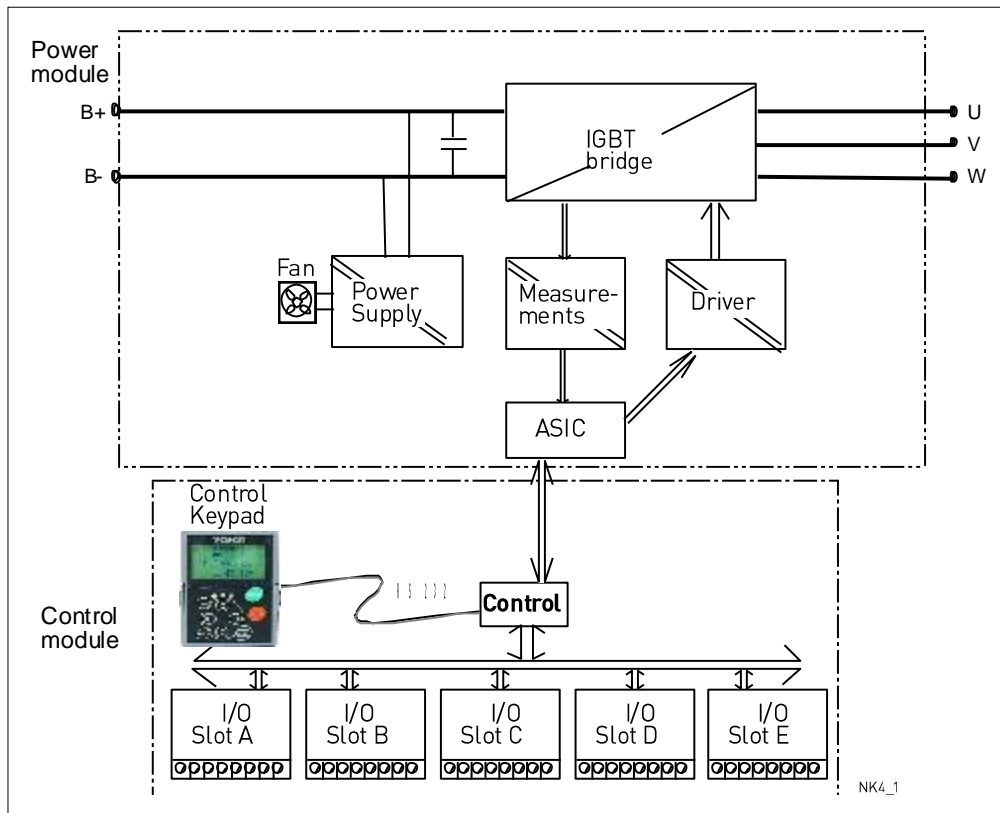 Power
module
B+
B-
IGBT
bridge
U
V
W
Fan
Power
Supply
Measure-
ments
Driver
ASIC
Control
Keypad
Control
module
Control
I/O
Slot A
I/O
Slot B
I/O
Slot C
I/O
Slot D
I/O
Slot E
NK4_1